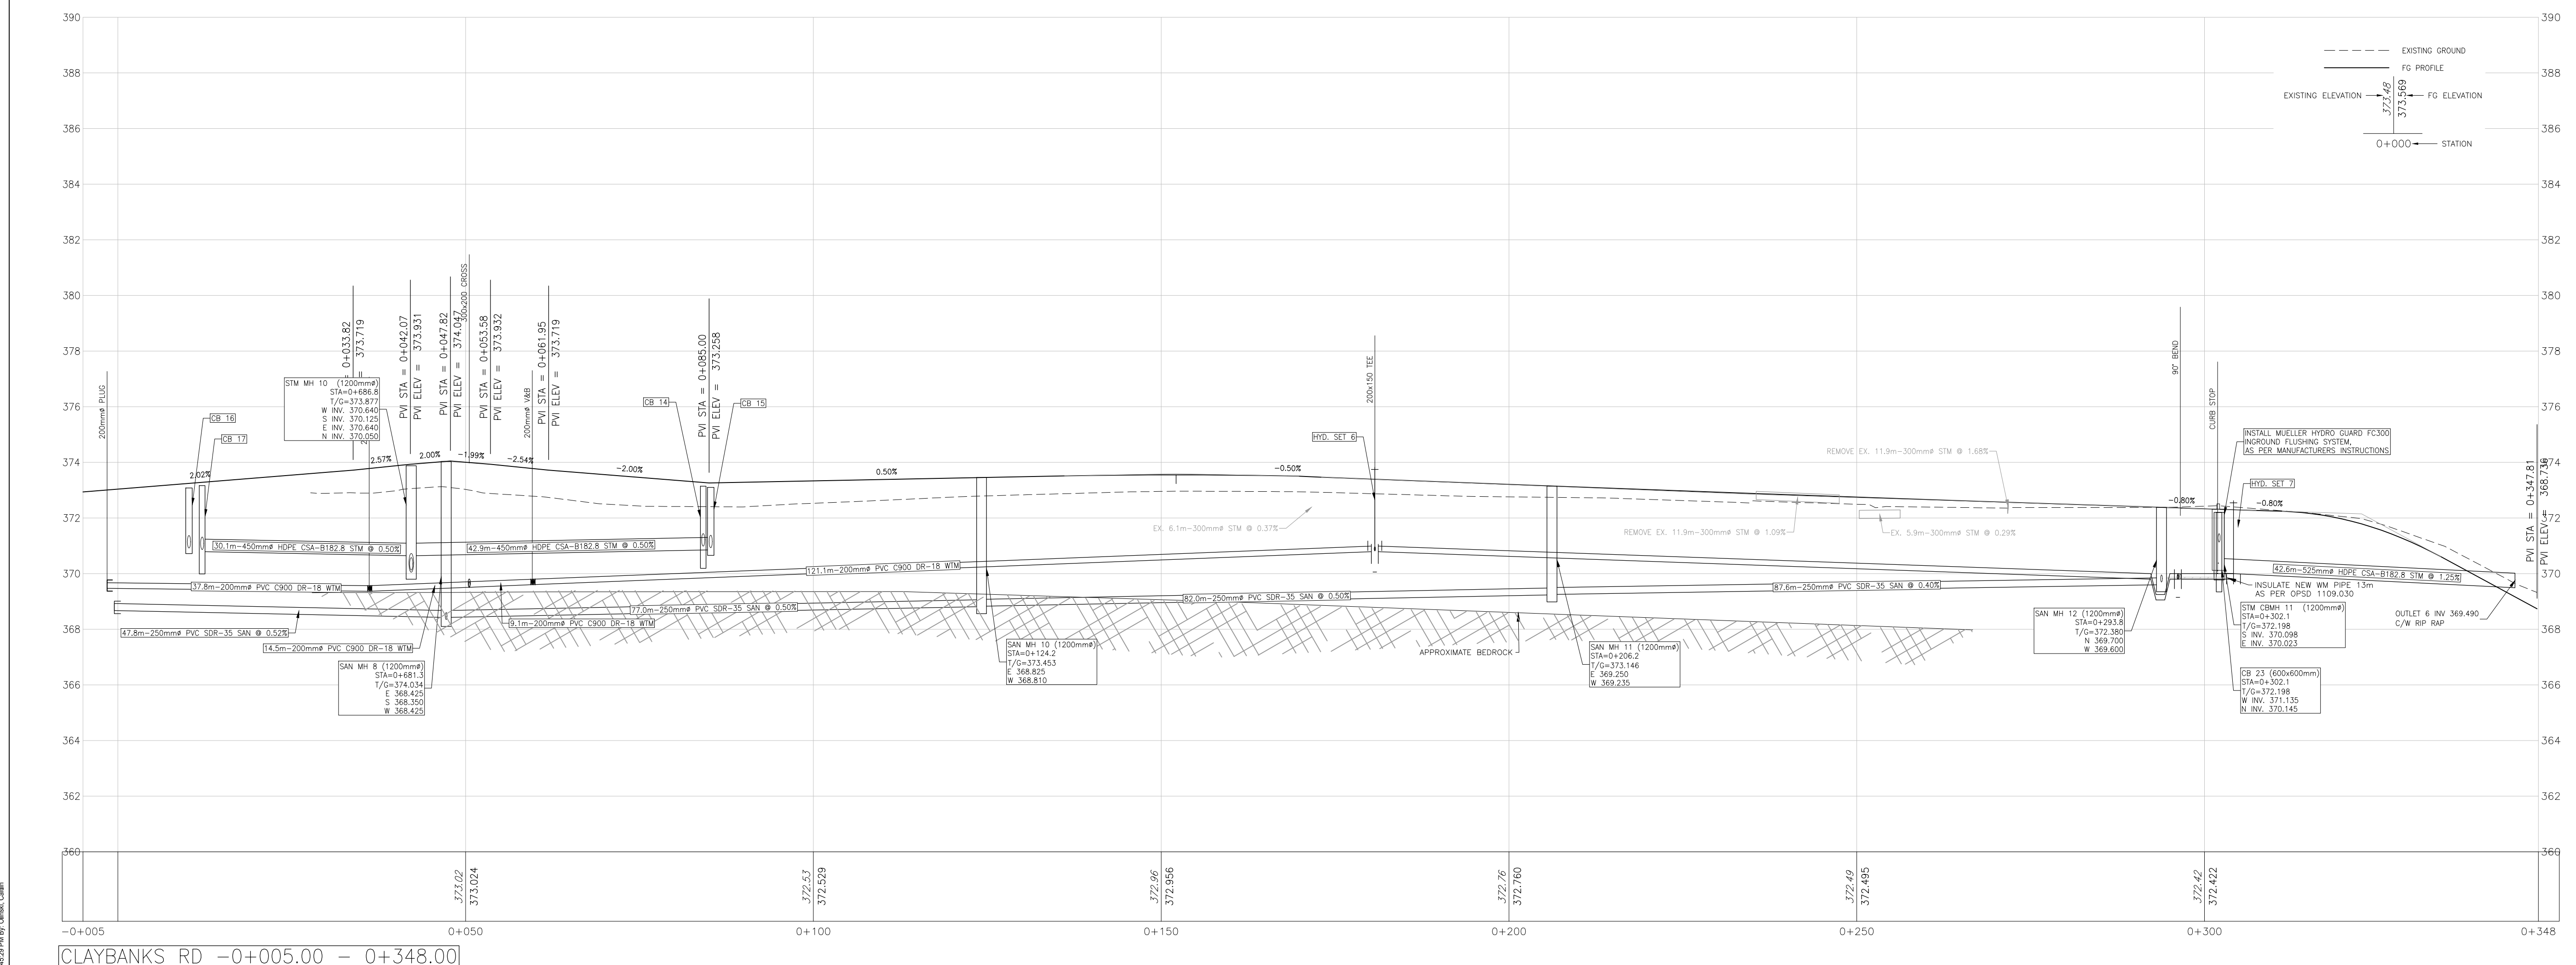 390
388
386
384
382
380
378
376
374
372
370
368
366
364
362
360
390
388
386
384
382
380
378
376
374
372
370
368
366
364
362
360
EXISTING GROUND
FG PROFILE
EXISTING ELEVATION
373.48
373.569
FG ELEVATION
0+000
STATION
200mmø PLUG
CB 16
CB 17
STM MH 10 (1200mmø)
STA=0+686.8
T/G=373.877
W INV. 370.640
S INV. 370.125
E INV. 370.640
N INV. 370.050
= 0+033.82
= 373.719
PVI STA = 0+042.07
PVI ELEV = 373.931
PVI STA = 0+047.82
PVI ELEV = 374.047
300x200 CROSS
PVI STA = 0+053.58
PVI ELEV = 373.932
200mmø V&B
PVI STA = 0+061.95
PVI ELEV = 373.719
CB 14
PVI STA = 0+085.00
PVI ELEV = 373.258
CB 15
200x150 TEE
HYD. SET 6
90° BEND
CURB STOP
INSTALL MUELLER HYDRO GUARD FC300
INGROUND FLUSHING SYSTEM,
AS PER MANUFACTURERS INSTRUCTIONS
HYD. SET 7
PVI STA = 0+347.81
PVI ELEV = 368.736
2.02%
2.57%
2.00%
-1.99%
-2.54%
-2.00%
0.50%
-0.50%
-0.80%
-0.80%
REMOVE EX. 11.9m-300mmø STM @ 1.68%
EX. 6.1m-300mmø STM @ 0.37%
REMOVE EX. 11.9m-300mmø STM @ 1.09%
EX. 5.9m-300mmø STM @ 0.29%
30.1m-450mmø HDPE CSA-B182.8 STM @ 0.50%
42.9m-450mmø HDPE CSA-B182.8 STM @ 0.50%
121.1m-200mmø PVC C900 DR-18 WTM
37.8m-200mmø PVC C900 DR-18 WTM
42.6m-525mmø HDPE CSA-B182.8 STM @ 1.25%
INSULATE NEW WM PIPE 13m
AS PER OPSD 1109.030
87.6m-250mmø PVC SDR-35 SAN @ 0.40%
82.0m-250mmø PVC SDR-35 SAN @ 0.50%
77.0m-250mmø PVC SDR-35 SAN @ 0.50%
9.1m-200mmø PVC C900 DR-18 WTM
47.8m-250mmø PVC SDR-35 SAN @ 0.52%
14.5m-200mmø PVC C900 DR-18 WTM
SAN MH 8 (1200mmø)
STA=0+681.3
T/G=374.034
E 368.425
S 368.350
W 368.425
SAN MH 10 (1200mmø)
STA=0+124.2
T/G=373.453
E 368.825
W 368.810
APPROXIMATE BEDROCK
SAN MH 11 (1200mmø)
STA=0+206.2
T/G=373.146
E 369.250
W 369.235
SAN MH 12 (1200mmø)
STA=0+293.8
T/G=372.380
N 369.700
W 369.600
STM CBMH 11 (1200mmø)
STA=0+302.1
T/G=372.198
S INV. 370.098
E INV. 370.023
OUTLET 6 INV 369.490
C/W RIP RAP
CB 23 (600x600mm)
STA=0+302.1
T/G=372.198
W INV. 371.135
N INV. 370.145
373.02
373.024
372.53
372.529
372.96
372.956
372.76
372.760
372.49
372.495
372.42
372.422
-0+005
0+050
0+100
0+150
0+200
0+250
0+300
0+348
CLAYBANKS RD -0+005.00 - 0+348.00